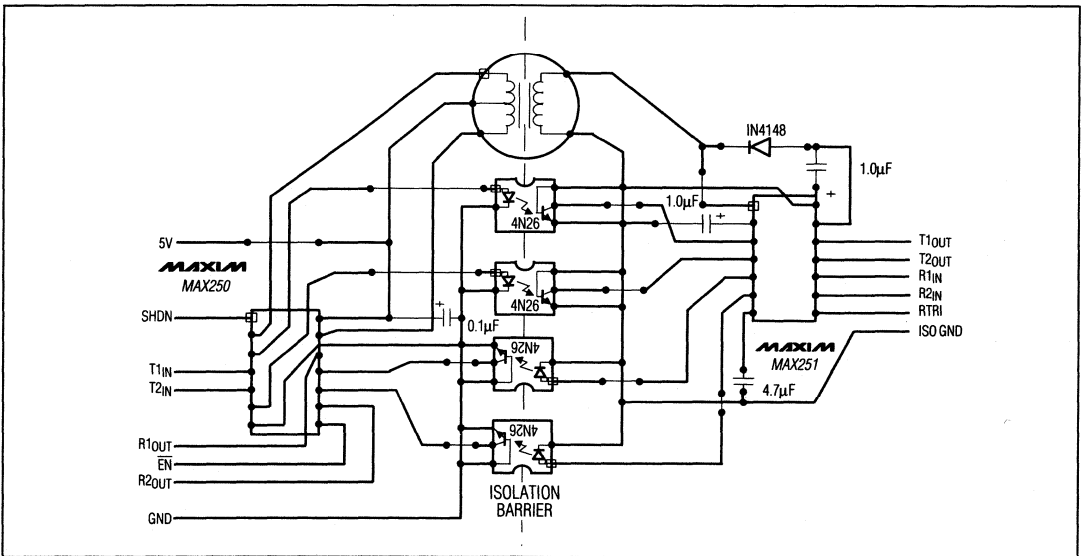 IN4148
1.0µF
+
1.0µF
+
4N26
5V
MAXIM
MAX250
T1OUT
T2OUT
R1IN
R2IN
RTRI
ISO GND
4N26
SHDN
+
0.1µF
4N26
MAXIM
MAX251
T1IN
T2IN
4.7µF
4N26
R1OUT
EN
R2OUT
ISOLATION
BARRIER
GND